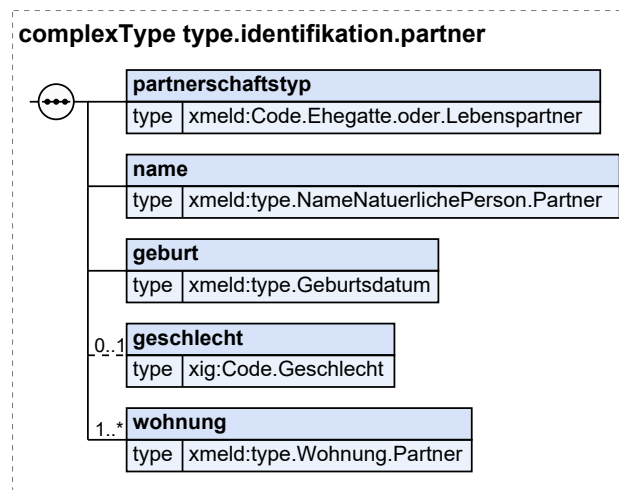 complexType type.identifikation.partner
partnerschaftstyp
type xmeld:Code.Ehegatte.oder.Lebenspartner
name
type xmeld:type.NameNatuerlichePerson.Partner
geburt
type xmeld:type.Geburtsdatum
0..1 geschlecht
type xig:Code.Geschlecht
1..* wohnung
type xmeld:type.Wohnung.Partner